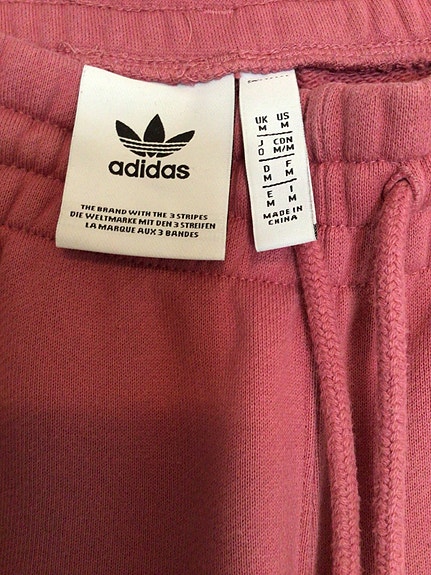 adidas
THE BRAND WITH THE 3 STRIPES
DIE WELTMARKE MIT DEN 3 STREIFEN
LA MARQUE AUX 3 BANDES
UK US
M M
J CDN
O M/M
D F
M M
E I
M M
MADE IN
CHINA